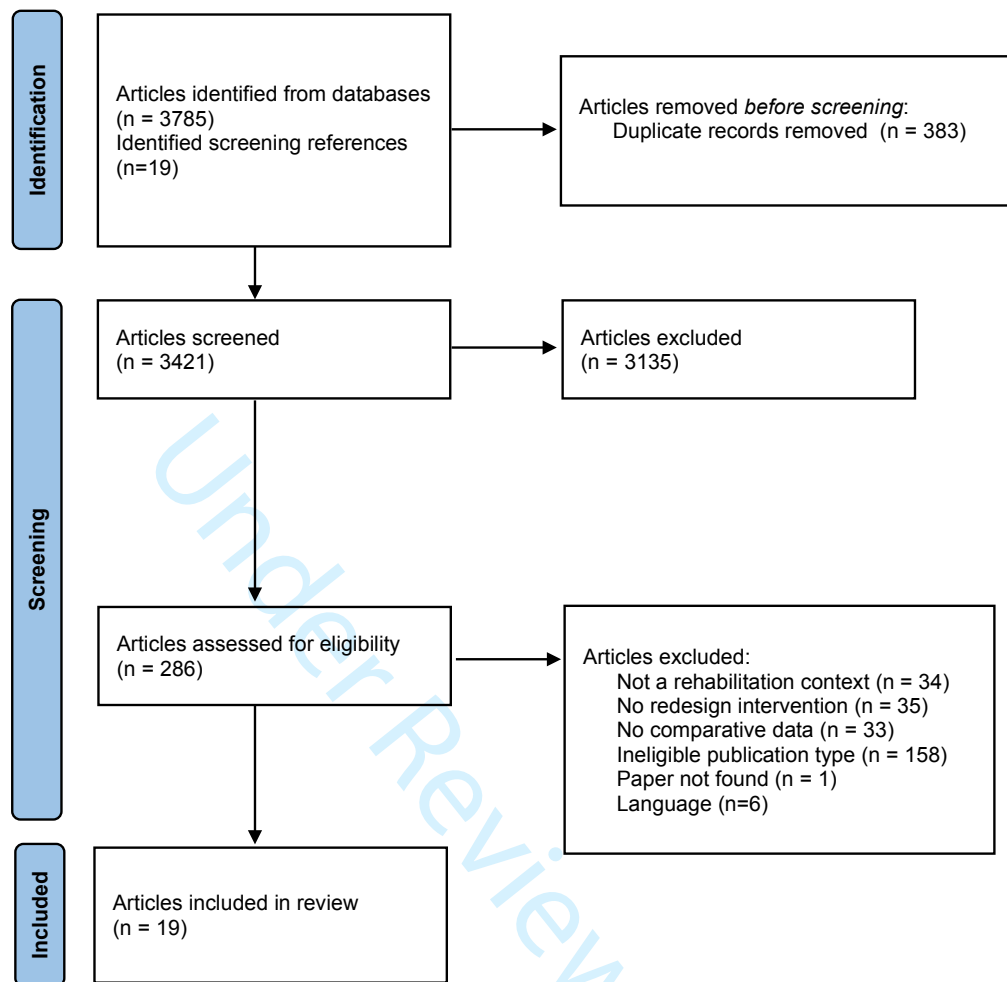 Identification
Articles identified from databases
(n = 3785)
Identified screening references
(n=19)
Articles removed before screening:
Duplicate records removed (n = 383)
Screening
Articles screened
(n = 3421)
Articles excluded
(n = 3135)
Articles assessed for eligibility
(n = 286)
Articles excluded:
Not a rehabilitation context (n = 34)
No redesign intervention (n = 35)
No comparative data (n = 33)
Ineligible publication type (n = 158)
Paper not found (n = 1)
Language (n=6)
Included
Articles included in review
(n = 19)
Under Review